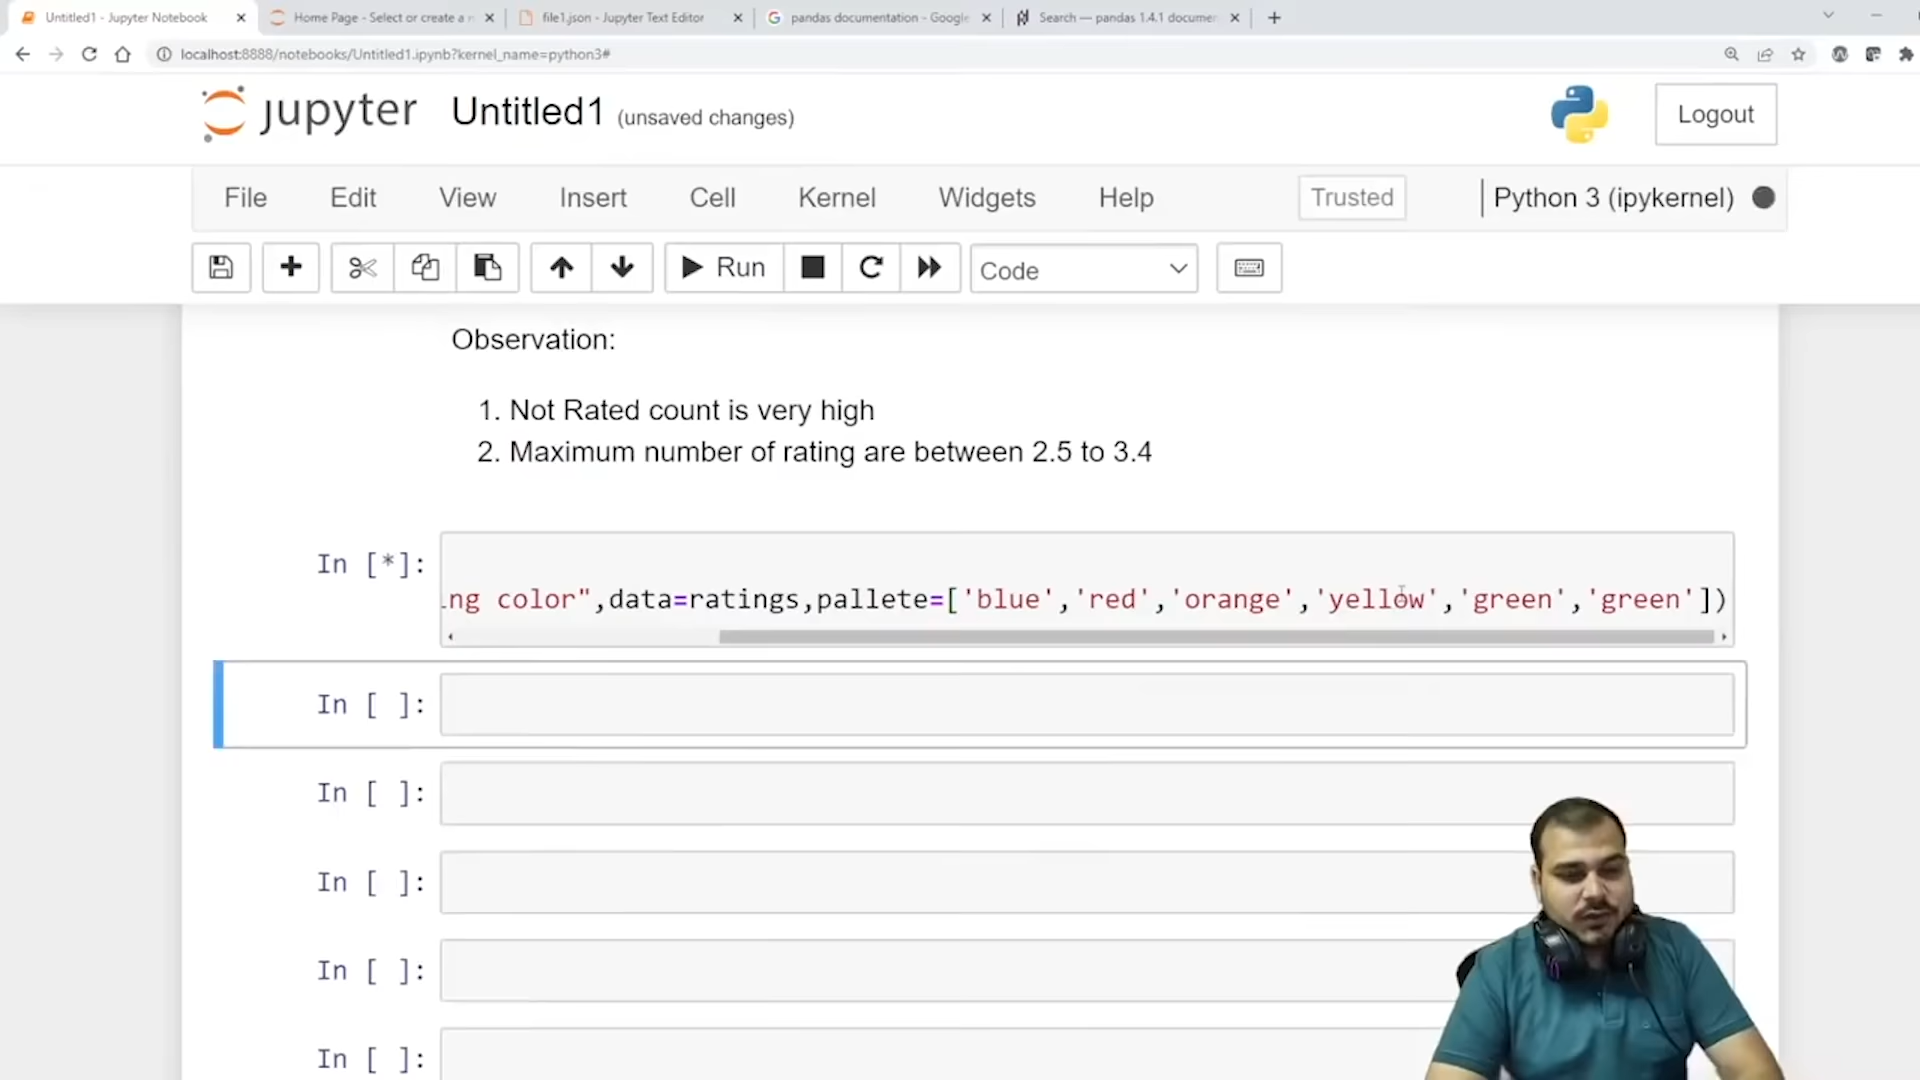 Untitled1 - Jupyter Notebook
Home Page - Select or create a n
file1.json - Jupyter Text Editor
pandas documentation - Google
Search — pandas 1.4.1 documen
localhost:8888/notebooks/Untitled1.ipynb?kernel_name=python3#
jupyter Untitled1 (unsaved changes)
Logout
File Edit View Insert Cell Kernel Widgets Help Trusted Python 3 (ipykernel)
Run Code
Observation:
1. Not Rated count is very high
2. Maximum number of rating are between 2.5 to 3.4
In [*]:
ng color",data=ratings,pallete=['blue','red','orange','yellow','green','green'])
In [ ]:
In [ ]:
In [ ]:
In [ ]:
In [ ]: